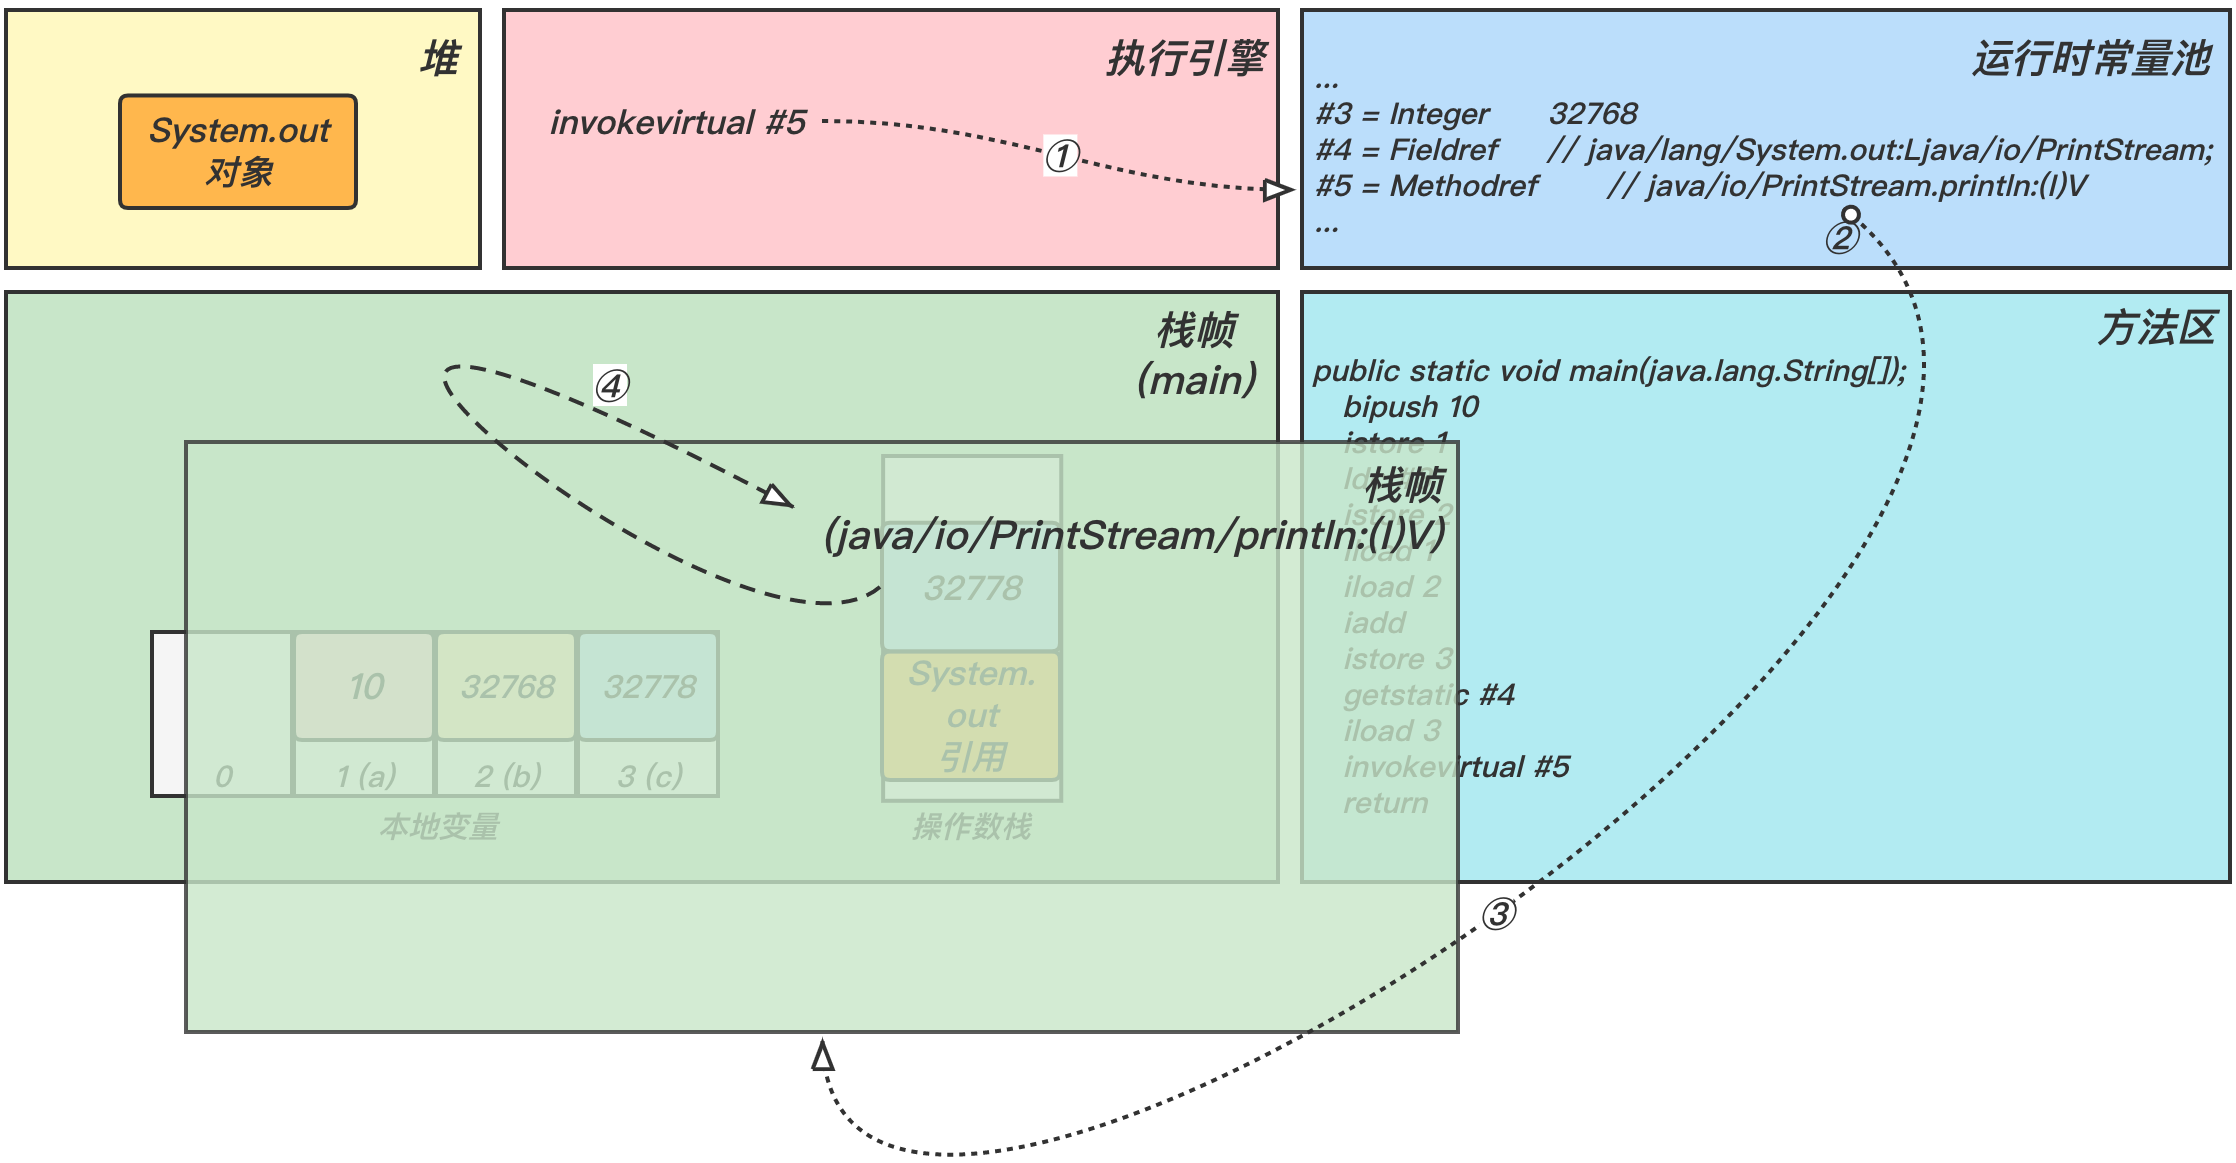 堆
System.out
对象
执行引擎
invokevirtual #5
①
运行时常量池
...
#3 = Integer 32768
#4 = Fieldref // java/lang/System.out:Ljava/io/PrintStream;
#5 = Methodref // java/io/PrintStream.println:(I)V
...
②
栈帧
(main)
④
栈帧
(java/io/PrintStream/println:(I)V)
32778
System.
out
引用
操作数栈
10
32768
32778
0
1 (a)
2 (b)
3 (c)
本地变量
方法区
public static void main(java.lang.String[]);
bipush 10
istore 1
istore 2
iload 1
iload 2
iadd
istore 3
getstatic #4
iload 3
invokevirtual #5
return
③